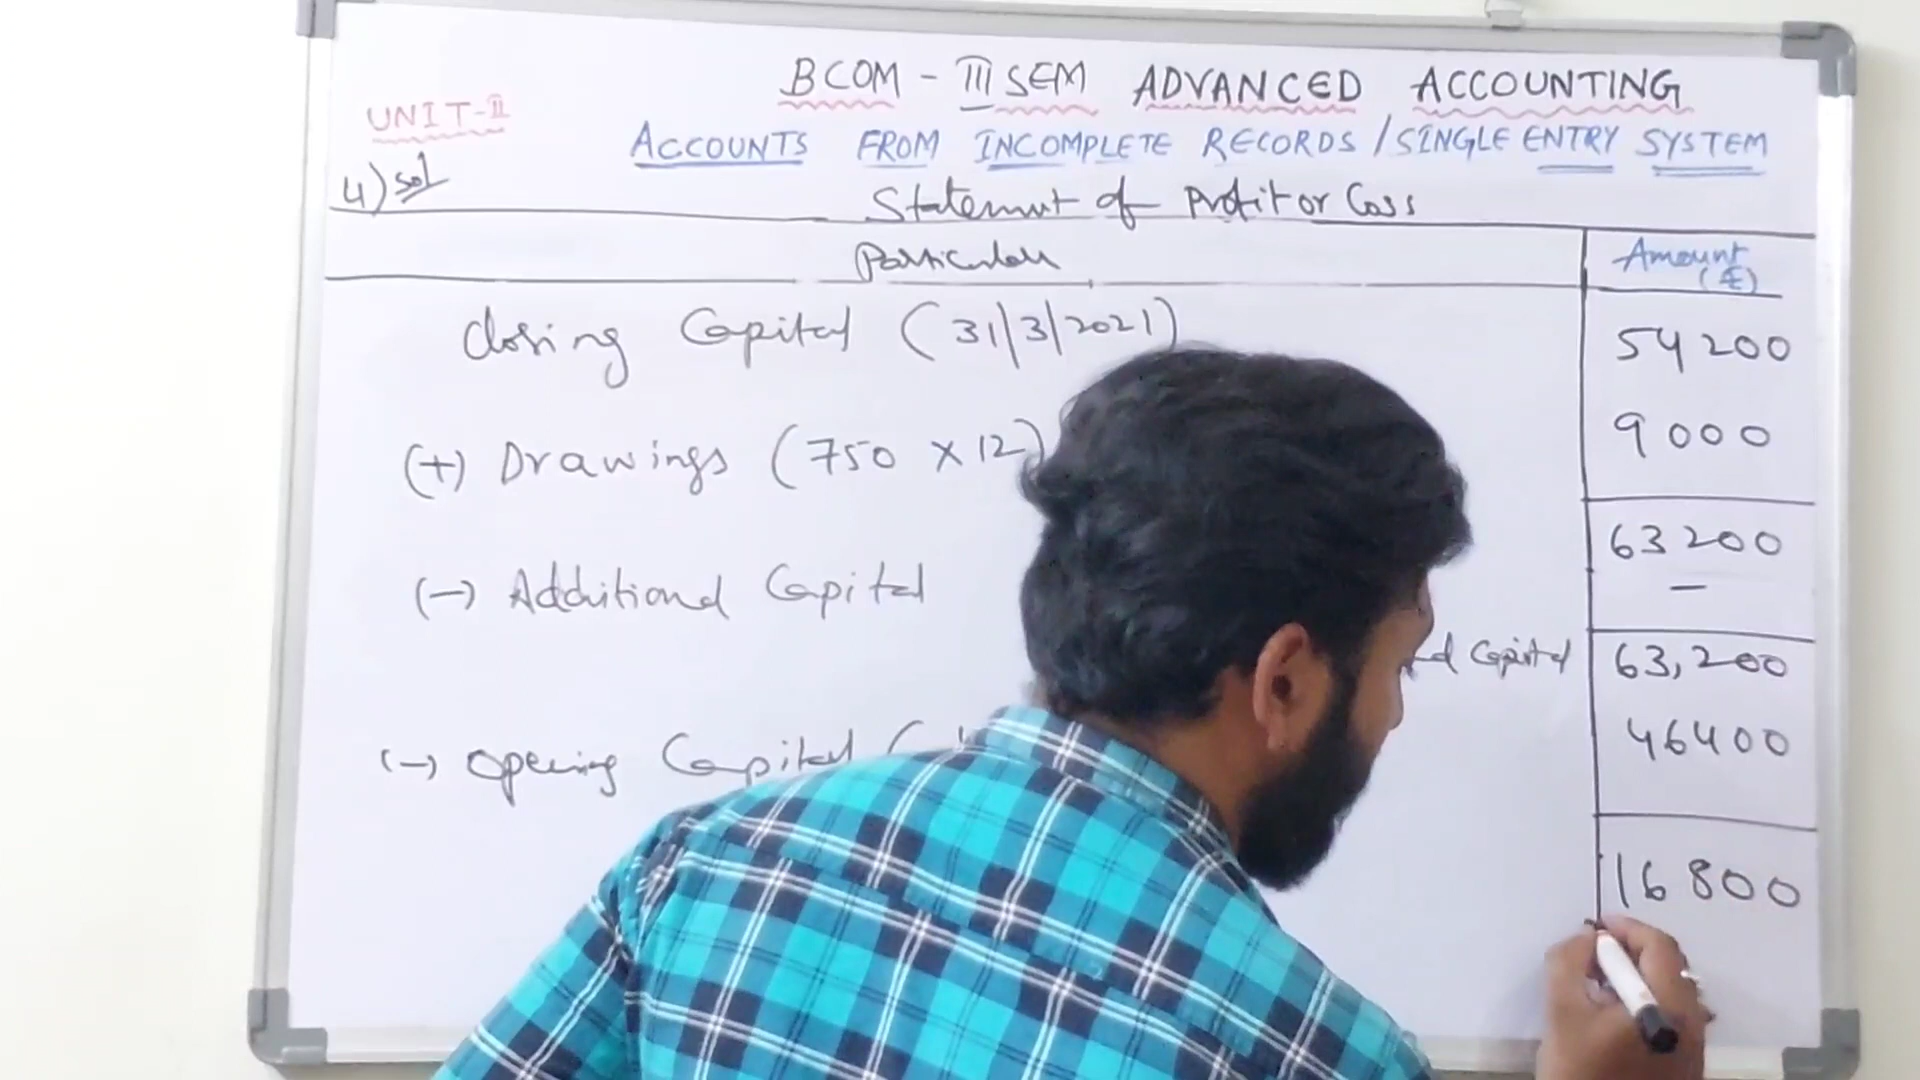 BCOM - III SEM ADVANCED ACCOUNTING
UNIT-II
ACCOUNTS FROM INCOMPLETE RECORDS / SINGLE ENTRY SYSTEM
4) sol
Statement of Profit or Loss
Particulars Amount (₹)
Closing Capital (31/3/2021) 54200
(+) Drawings (750 x 12) 9000
63200
(-) Additional Capital —
Capital 63,200
(-) Opening Capital ( 46400
16800